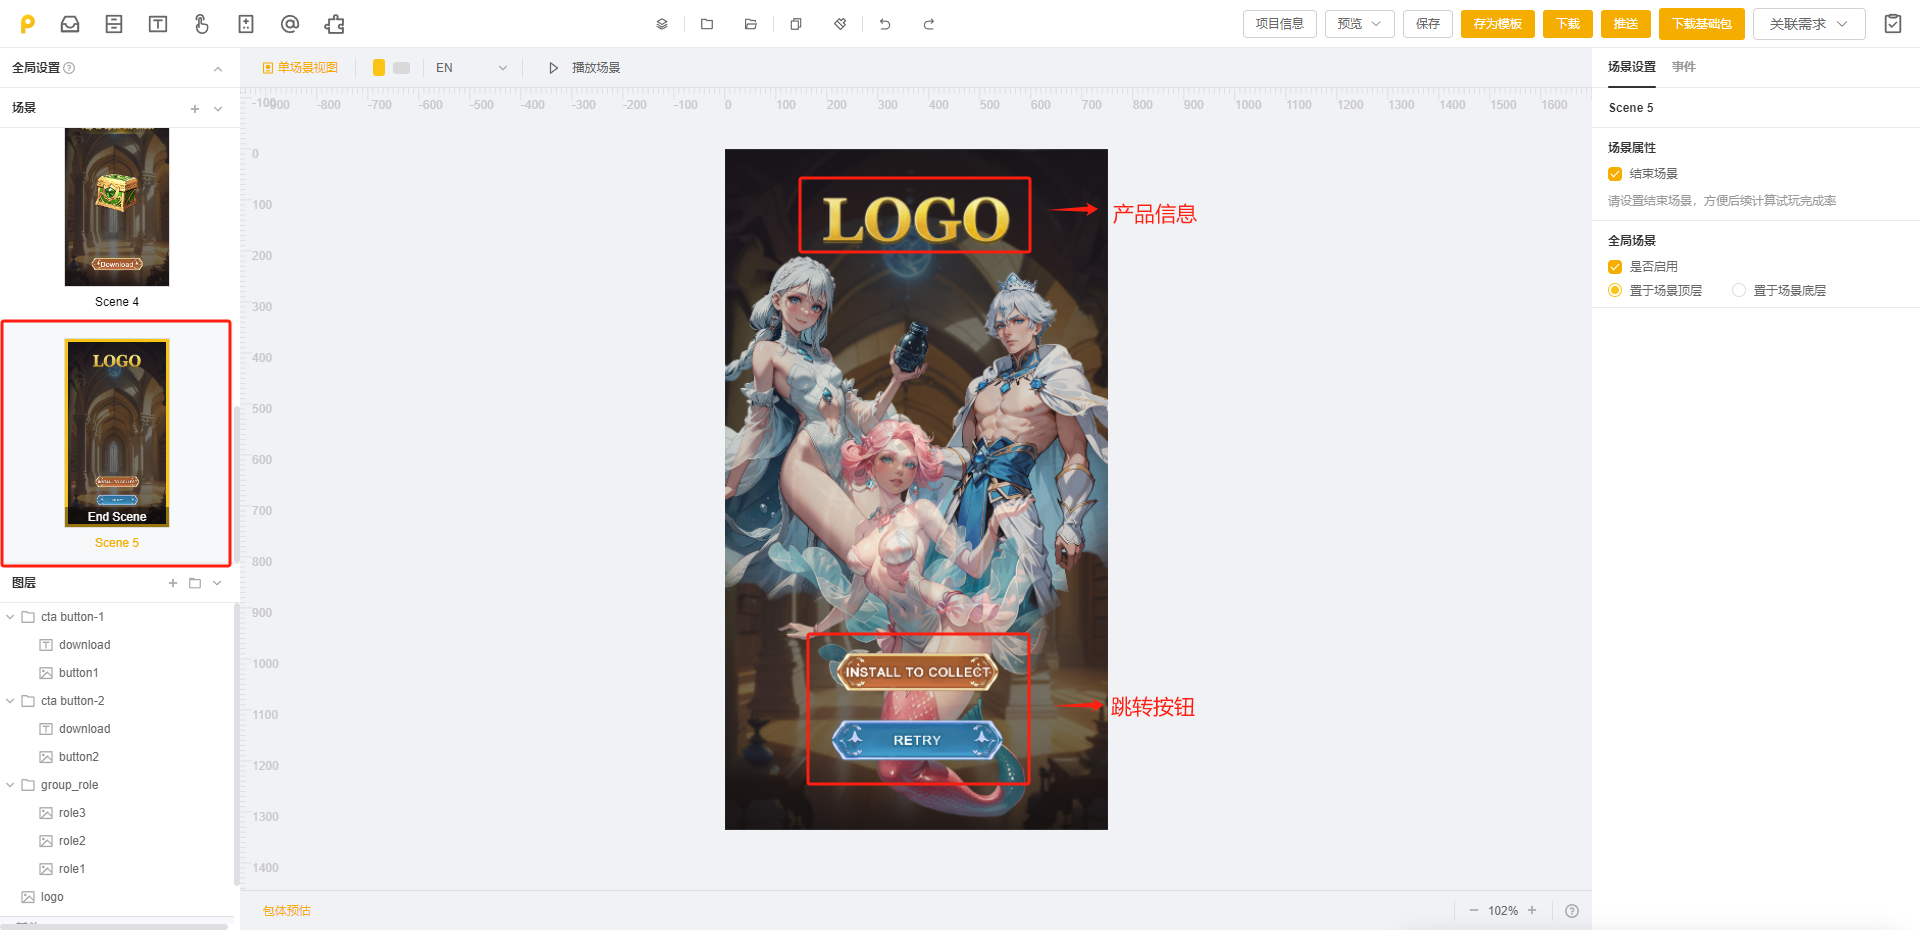 项目信息
预览
保存
存为模板
下载
推送
下载基础包
关联需求
全局设置
单场景视图
EN
播放场景
场景设置
事件
场景
-100
-800
-700
-600
-500
-400
-300
-200
-100
0
100
200
300
400
500
600
700
800
900
1000
1100
1200
1300
1400
1500
1600
Scene 5
0
100
200
300
400
500
600
700
800
900
1000
1100
1200
1300
1400
Download
Scene 4
LOGO
INSTALL TO COLLECT
RETRY
End Scene
Scene 5
LOGO
产品信息
INSTALL TO COLLECT
RETRY
跳转按钮
场景属性
结束场景
请设置结束场景，方便后续计算试玩完成率
全局场景
是否启用
置于场景顶层
置于场景底层
图层
cta button-1
download
button1
cta button-2
download
button2
group_role
role3
role2
role1
logo
包体预估
102%